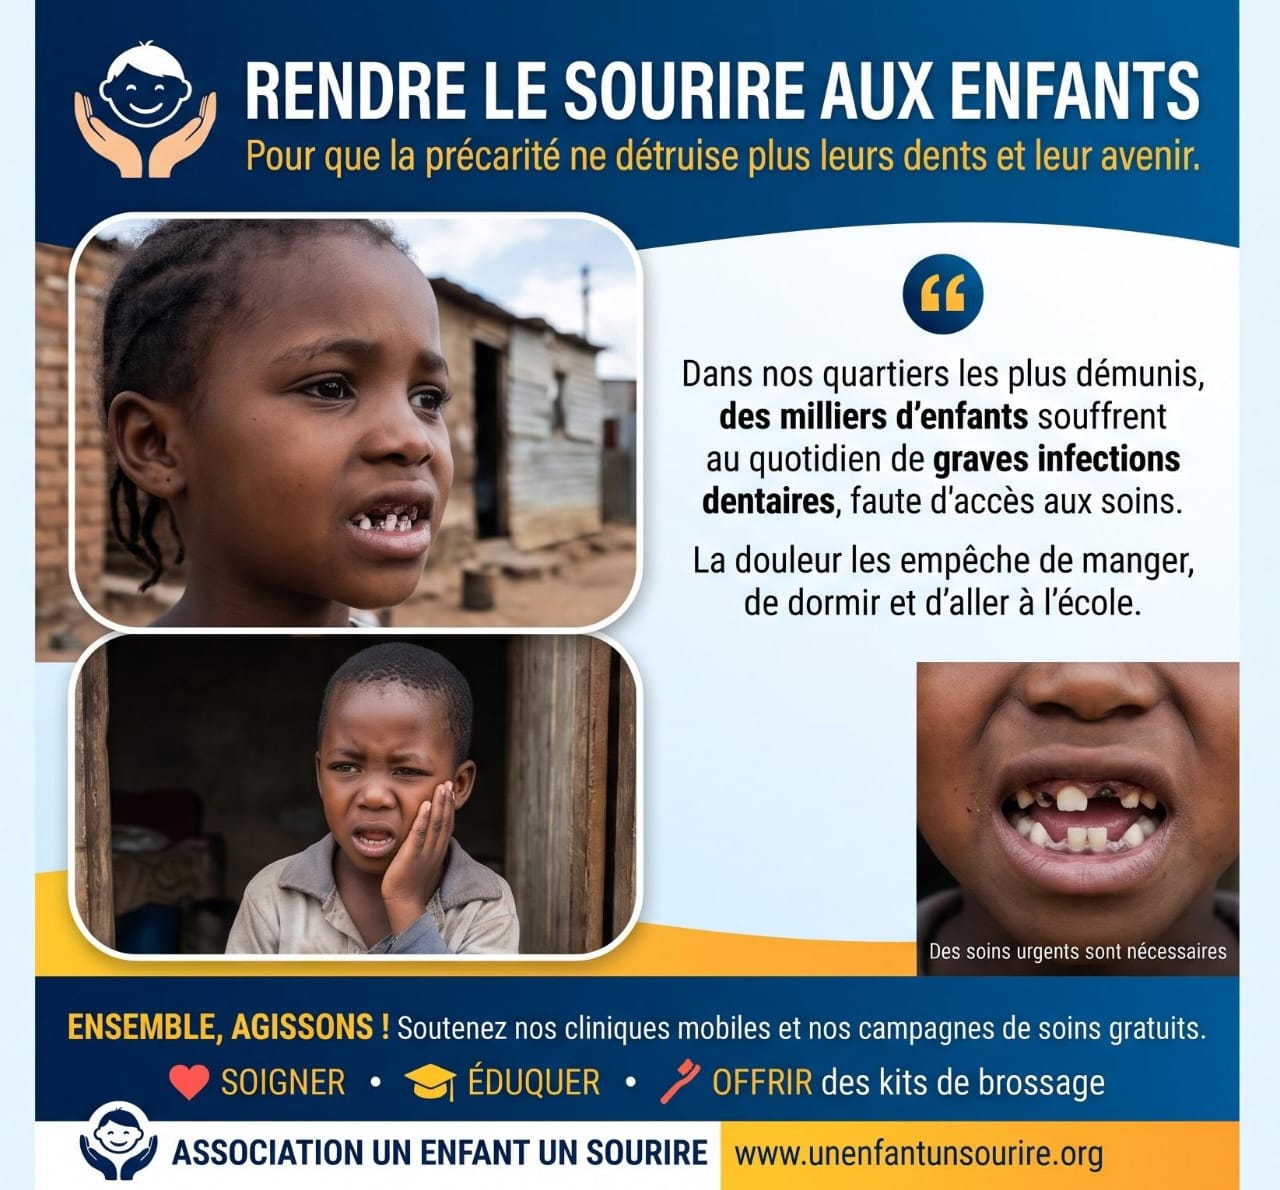 RENDRE LE SOURIRE AUX ENFANTS
Pour que la précarité ne détruise plus leurs dents et leur avenir.
“
Dans nos quartiers les plus démunis,
des milliers d’enfants souffrent
au quotidien de graves infections
dentaires, faute d'accès aux soins.
La douleur les empêche de manger,
de dormir et d’aller à l’école.
Des soins urgents sont nécessaires
ENSEMBLE, AGISSONS ! Soutenez nos cliniques mobiles et nos campagnes de soins gratuits.
SOIGNER • ÉDUQUER • OFFRIR des kits de brossage
ASSOCIATION UN ENFANT UN SOURIRE
www.unenfantunsourire.org